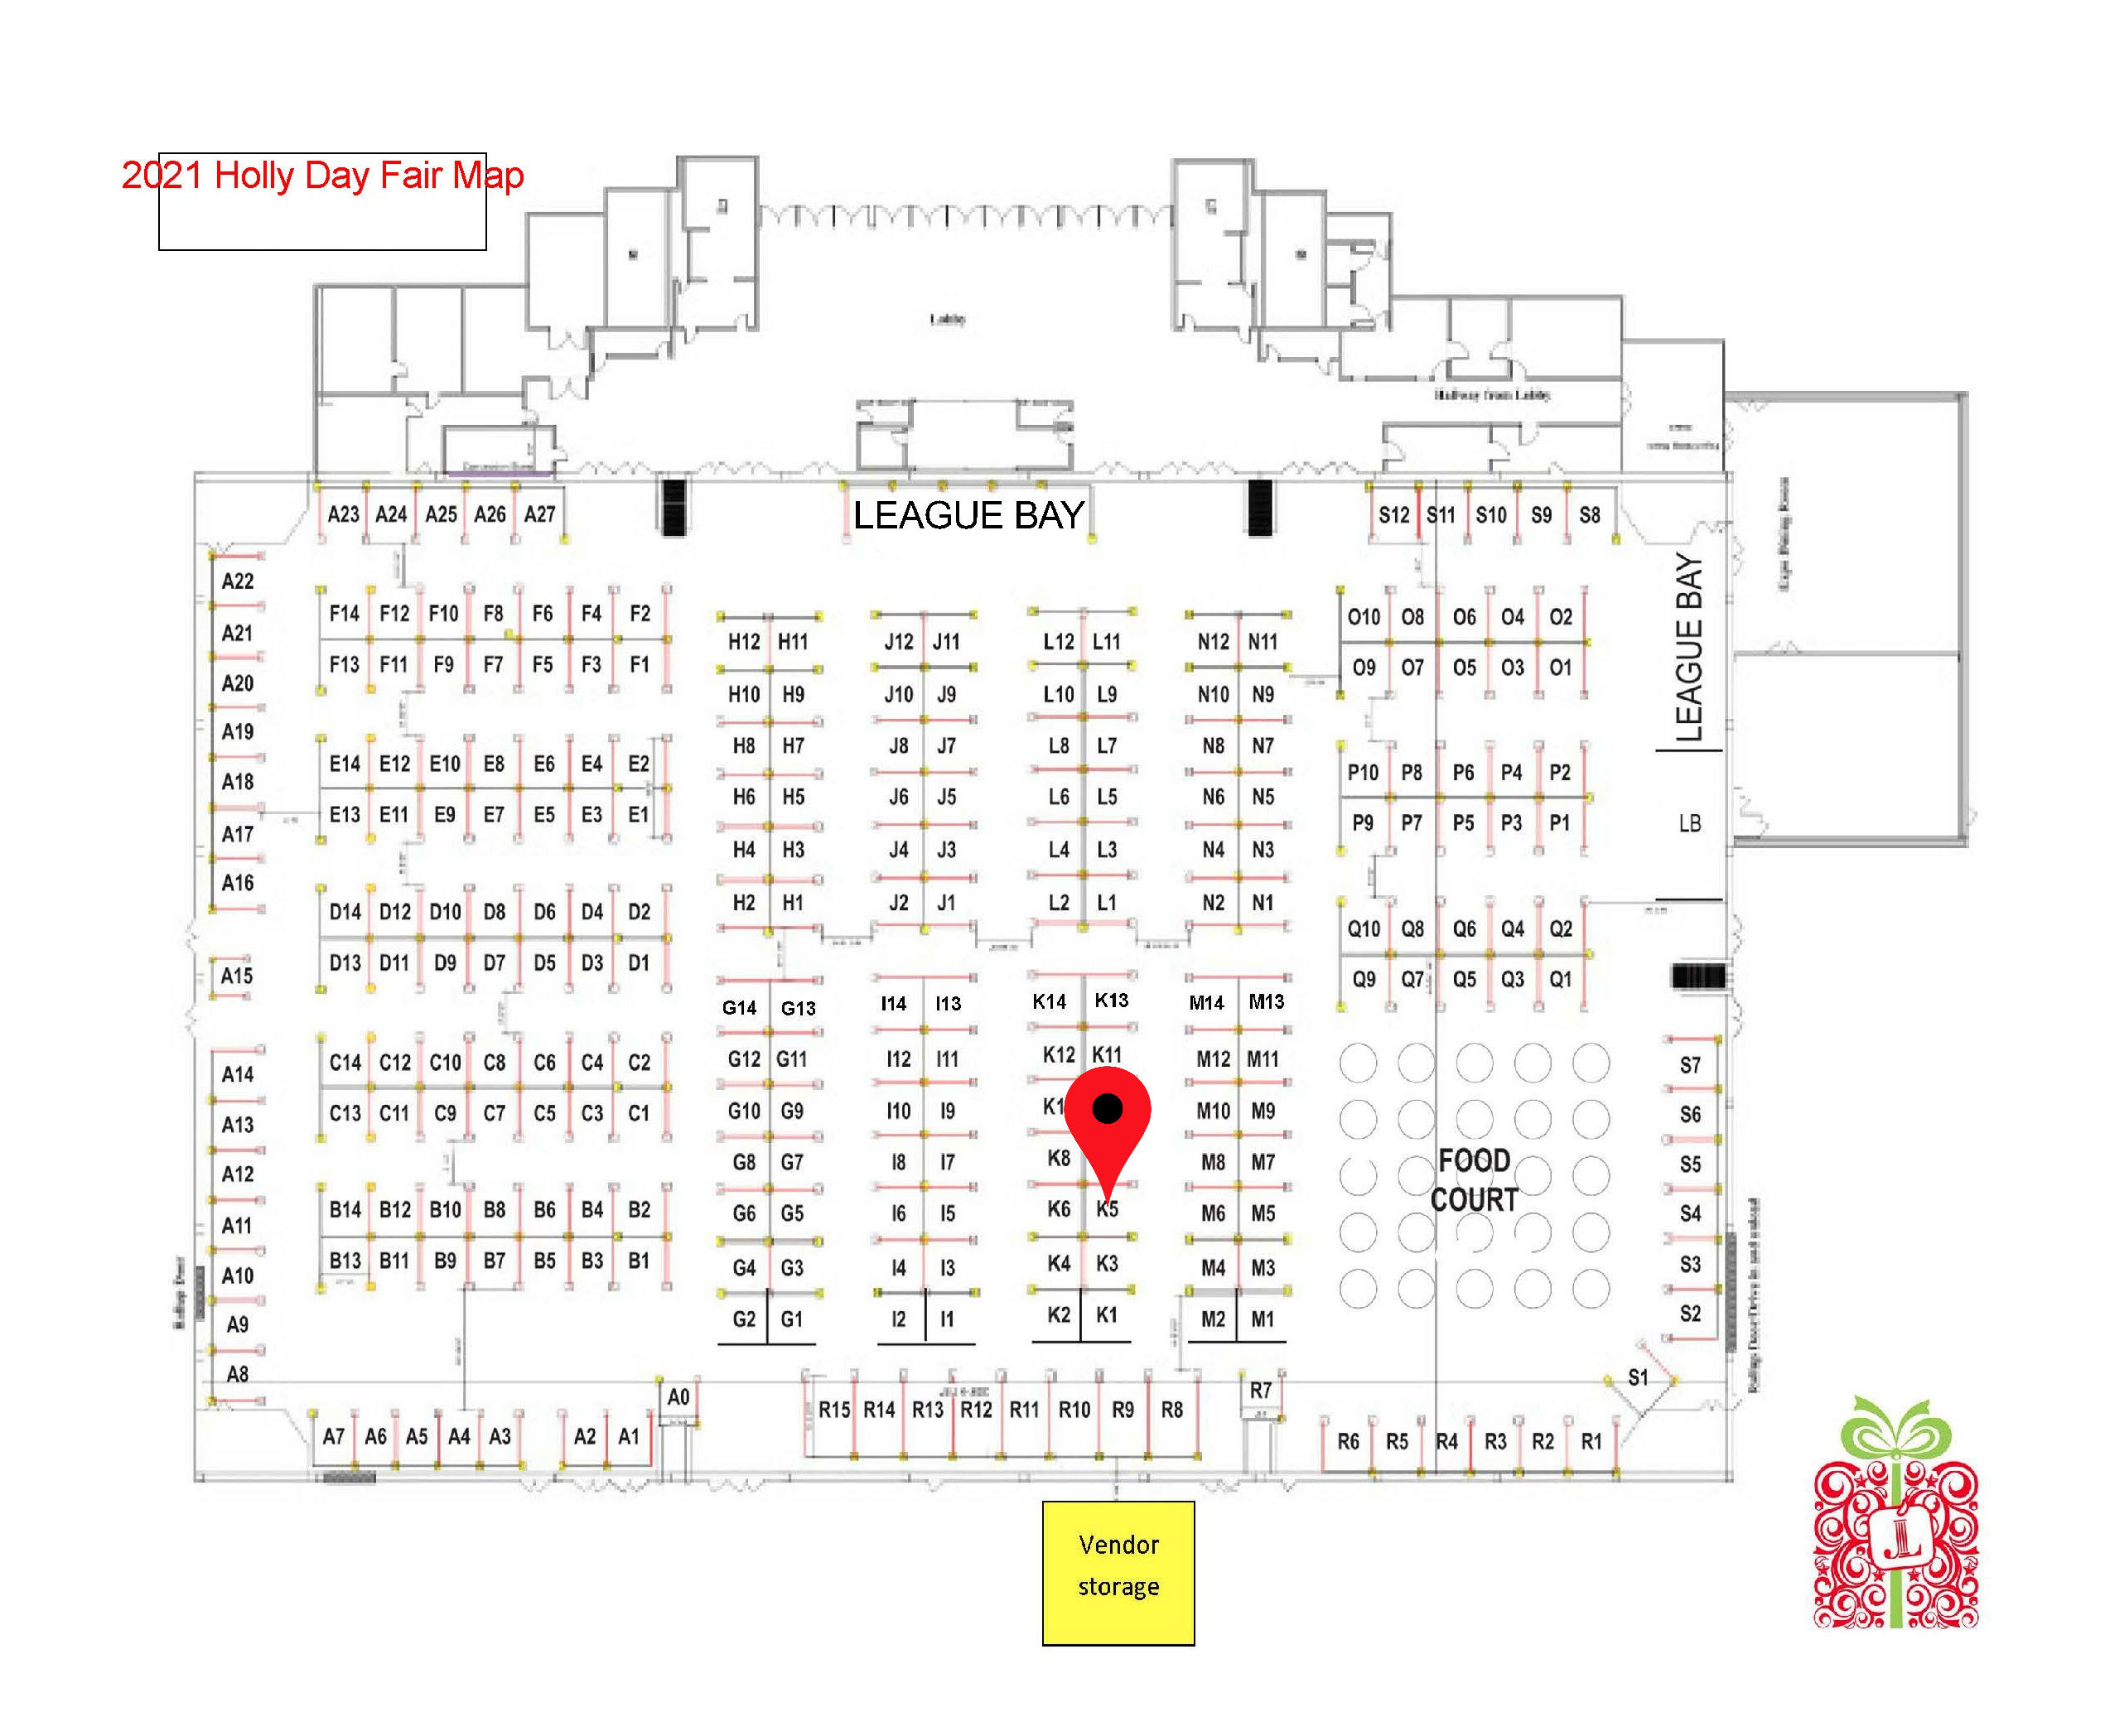 2021 Holly Day Fair Map
Lobby
Hallway from Lobby
LEAGUE BAY
A23 A24 A25 A26 A27
S12 S11 S10 S9 S8
A22
A21
A20
A19
A18
A17
A16
A15
A14
A13
A12
A11
A10
A9
A8
F14 F12 F10 F8 F6 F4 F2
F13 F11 F9 F7 F5 F3 F1
E14 E12 E10 E8 E6 E4 E2
E13 E11 E9 E7 E5 E3 E1
D14 D12 D10 D8 D6 D4 D2
D13 D11 D9 D7 D5 D3 D1
C14 C12 C10 C8 C6 C4 C2
C13 C11 C9 C7 C5 C3 C1
B14 B12 B10 B8 B6 B4 B2
B13 B11 B9 B7 B5 B3 B1
H12 H11
H10 H9
H8 H7
H6 H5
H4 H3
H2 H1
G14 G13
G12 G11
G10 G9
G8 G7
G6 G5
G4 G3
G2 G1
J12 J11
J10 J9
J8 J7
J6 J5
J4 J3
J2 J1
I14 I13
I12 I11
I10 I9
I8 I7
I6 I5
I4 I3
I2 I1
L12 L11
L10 L9
L8 L7
L6 L5
L4 L3
L2 L1
K14 K13
K12 K11
K1
K8
K6 K5
K4 K3
K2 K1
N12 N11
N10 N9
N8 N7
N6 N5
N4 N3
N2 N1
M14 M13
M12 M11
M10 M9
M8 M7
M6 M5
M4 M3
M2 M1
O10 O8 O6 O4 O2
O9 O7 O5 O3 O1
P10 P8 P6 P4 P2
P9 P7 P5 P3 P1
Q10 Q8 Q6 Q4 Q2
Q9 Q7 Q5 Q3 Q1
LEAGUE BAY
LB
FOOD
COURT
S7
S6
S5
S4
S3
S2
S1
A7 A6 A5 A4 A3 A2 A1
A0
R15 R14 R13 R12 R11 R10 R9 R8
R7
R6 R5 R4 R3 R2 R1
Vendor
storage
JL